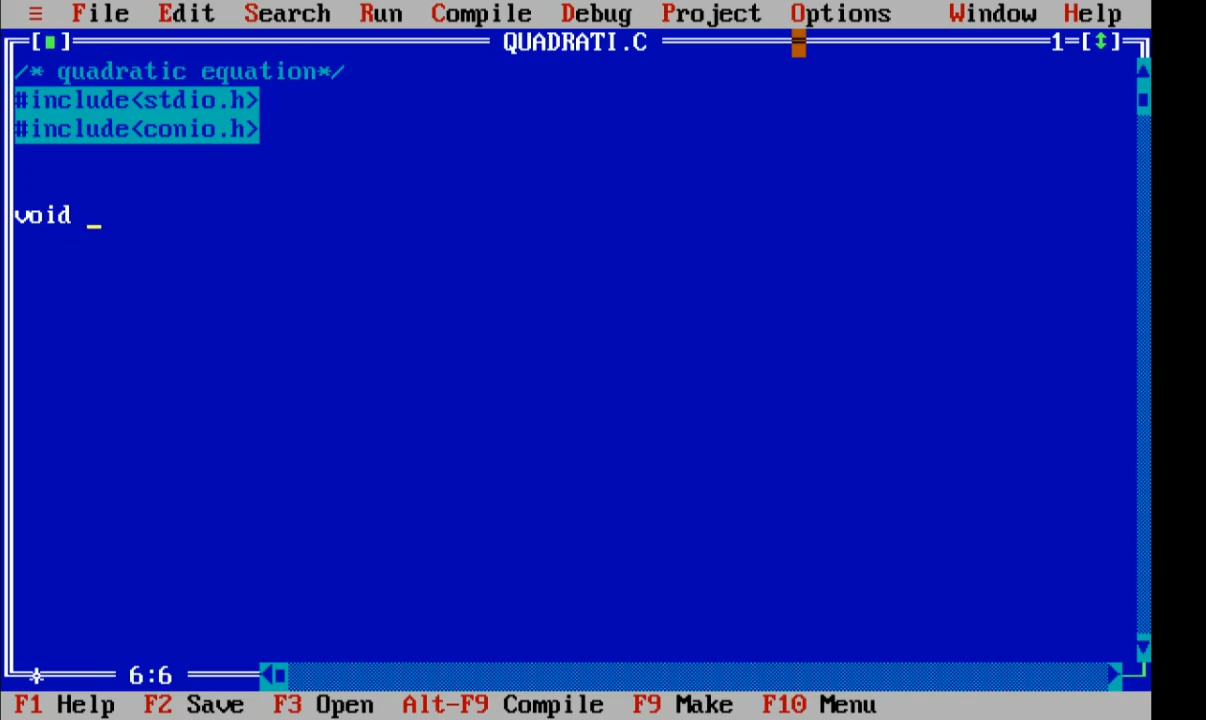 ≡ File Edit Search Run Compile Debug Project Options Window Help
[■] QUADRATI.C 1=[↕]
/* quadratic equation*/
#include<stdio.h>
#include<conio.h>
void _
6:6
F1 Help F2 Save F3 Open Alt-F9 Compile F9 Make F10 Menu